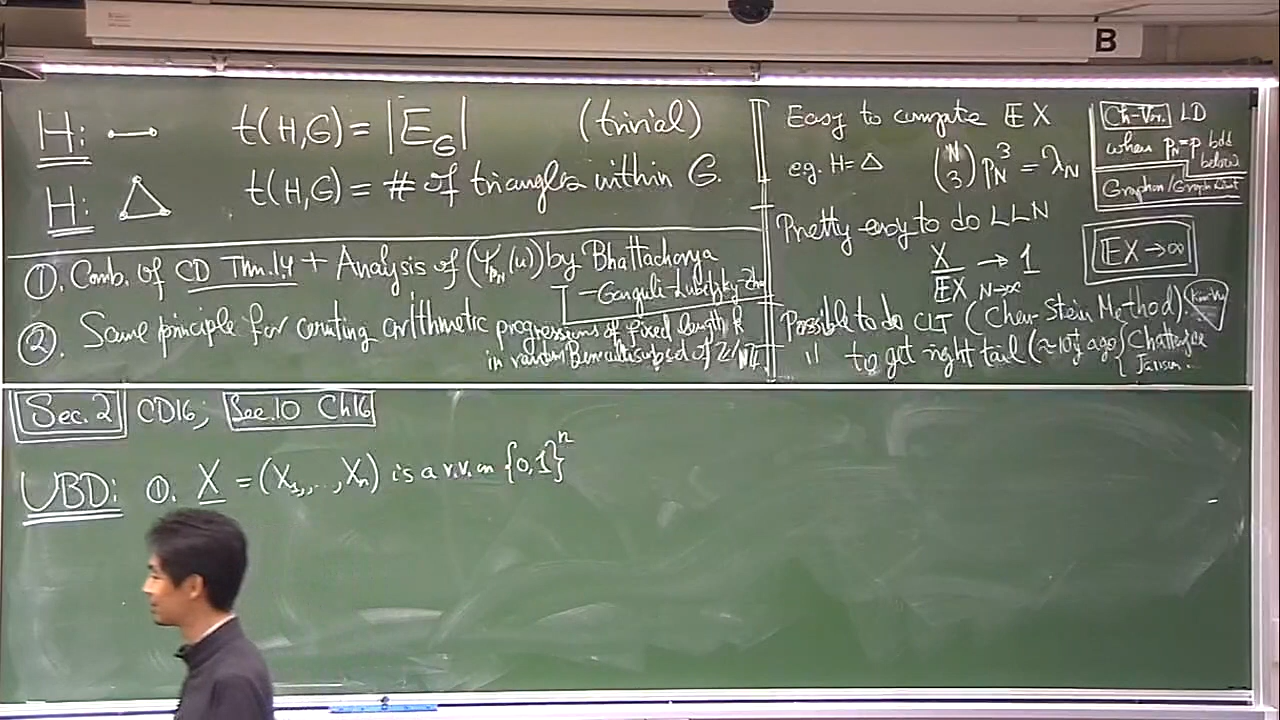 B
H: t(H,G) = |E_G| (trivial)
H: △ t(H,G) = # of triangles within G.
①. Comb. of CD Thm. 1.4 + Analysis of (Ψ_{p_N}(u)) by Bhattacharya
- Ganguli - Lubetzky - Zhao
②. Same principle for counting arithmetic progressions of fixed length k
in random Bernoulli subset of Z/NZ.
Easy to compute EX
e.g. H = △ (N 3) p_N^3 = λ_N
Pretty easy to do LLN
X/EX → 1
N→∞
Possible to do CLT (Chen-Stein Method).
" to get right tail (≈10y ago) { Chatterjee
Janson ...
Ch-Var. LD
when p_N = p bdd
below
Graphon/Graph Limit
EX → ∞
Sec. 2 CD16; Sec. 10 Ch16
UBD: ①. X = (X_1, ..., X_n) is a r.v. on {0,1}^n